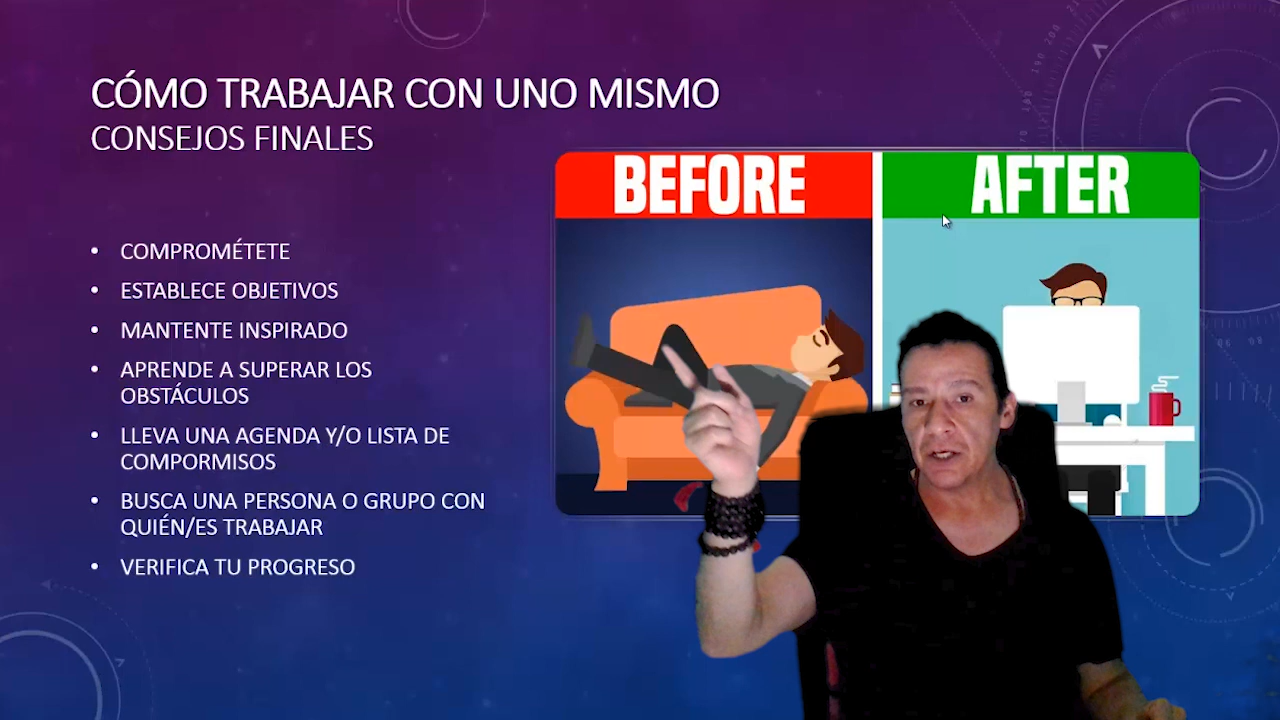 CÓMO TRABAJAR CON UNO MISMO
CONSEJOS FINALES
• COMPROMÉTETE
• ESTABLECE OBJETIVOS
• MANTENTE INSPIRADO
• APRENDE A SUPERAR LOS
OBSTÁCULOS
• LLEVA UNA AGENDA Y/O LISTA DE
COMPORMISOS
• BUSCA UNA PERSONA O GRUPO CON
QUIÉN/ES TRABAJAR
• VERIFICA TU PROGRESO
BEFORE
AFTER